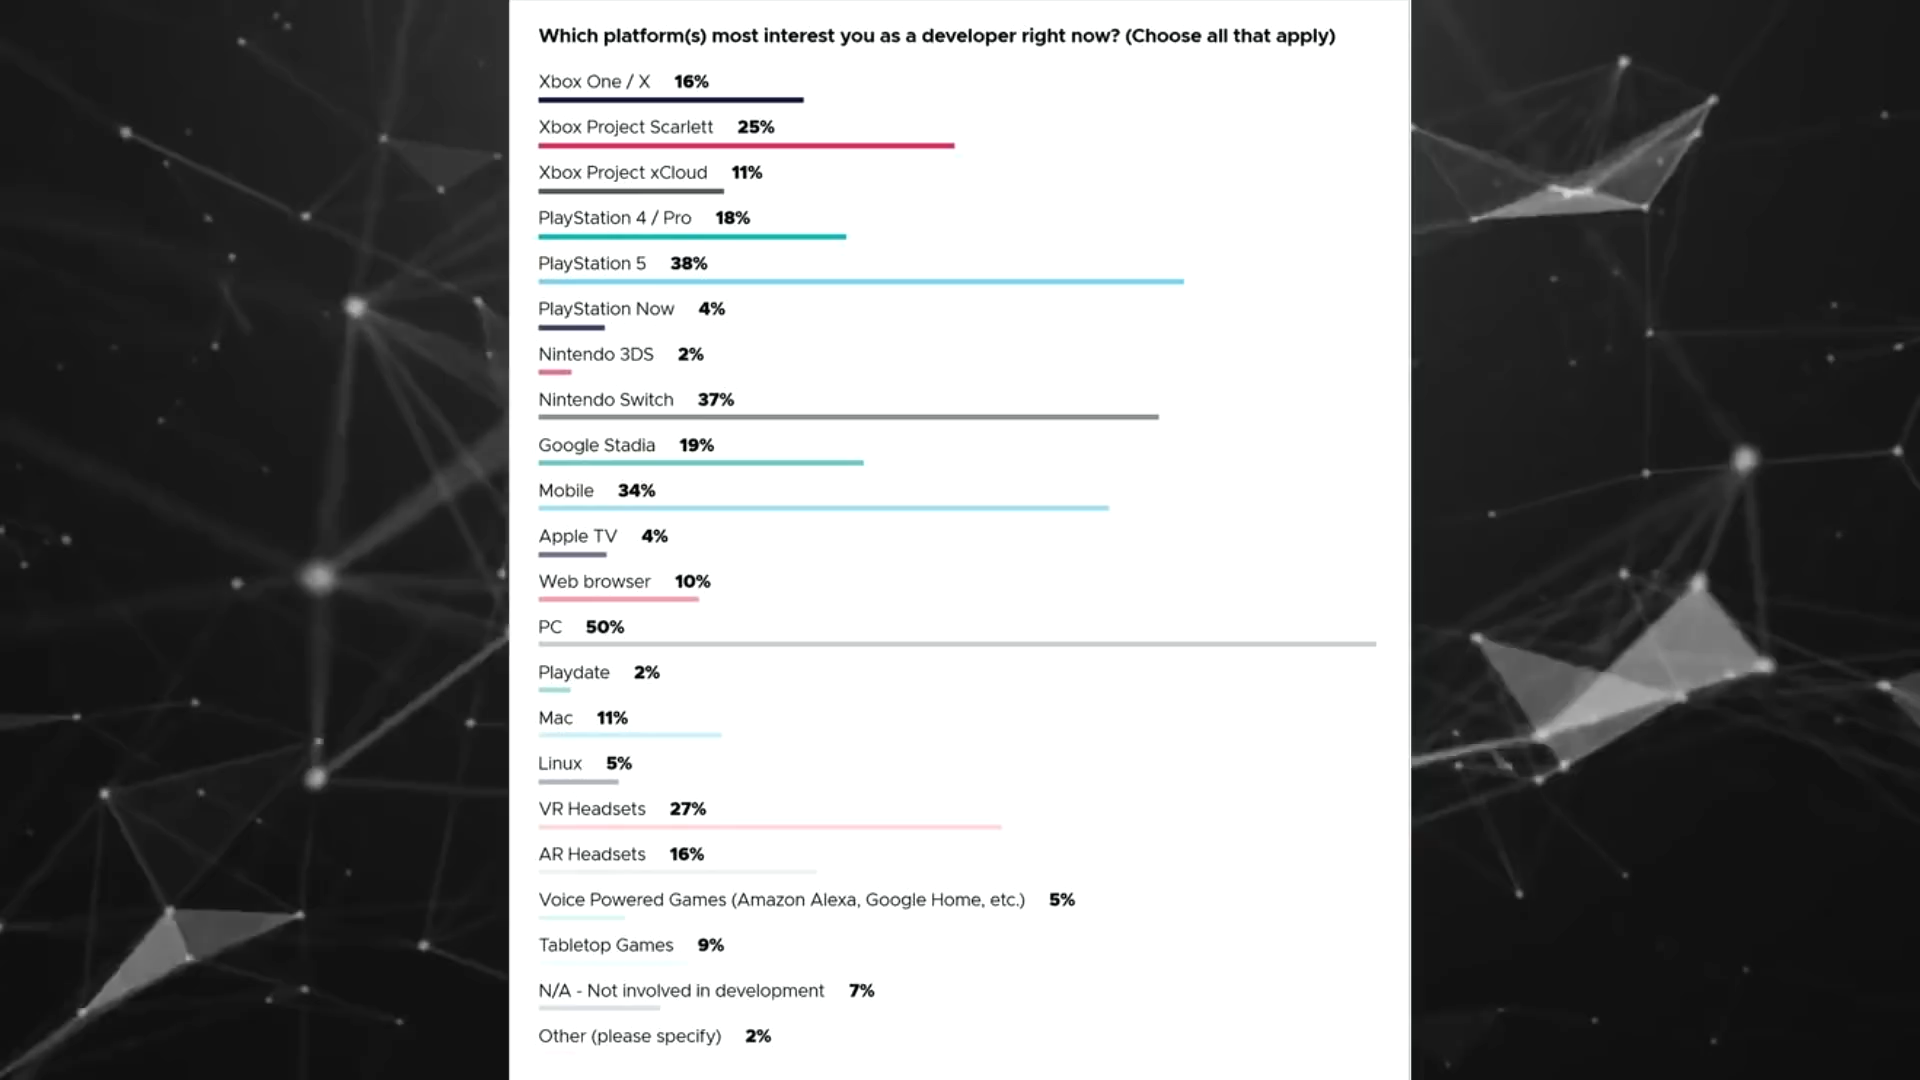 Which platform(s) most interest you as a developer right now? (Choose all that apply)
Xbox One / X 16%
Xbox Project Scarlett 25%
Xbox Project xCloud 11%
PlayStation 4 / Pro 18%
PlayStation 5 38%
PlayStation Now 4%
Nintendo 3DS 2%
Nintendo Switch 37%
Google Stadia 19%
Mobile 34%
Apple TV 4%
Web browser 10%
PC 50%
Playdate 2%
Mac 11%
Linux 5%
VR Headsets 27%
AR Headsets 16%
Voice Powered Games (Amazon Alexa, Google Home, etc.) 5%
Tabletop Games 9%
N/A - Not involved in development 7%
Other (please specify) 2%